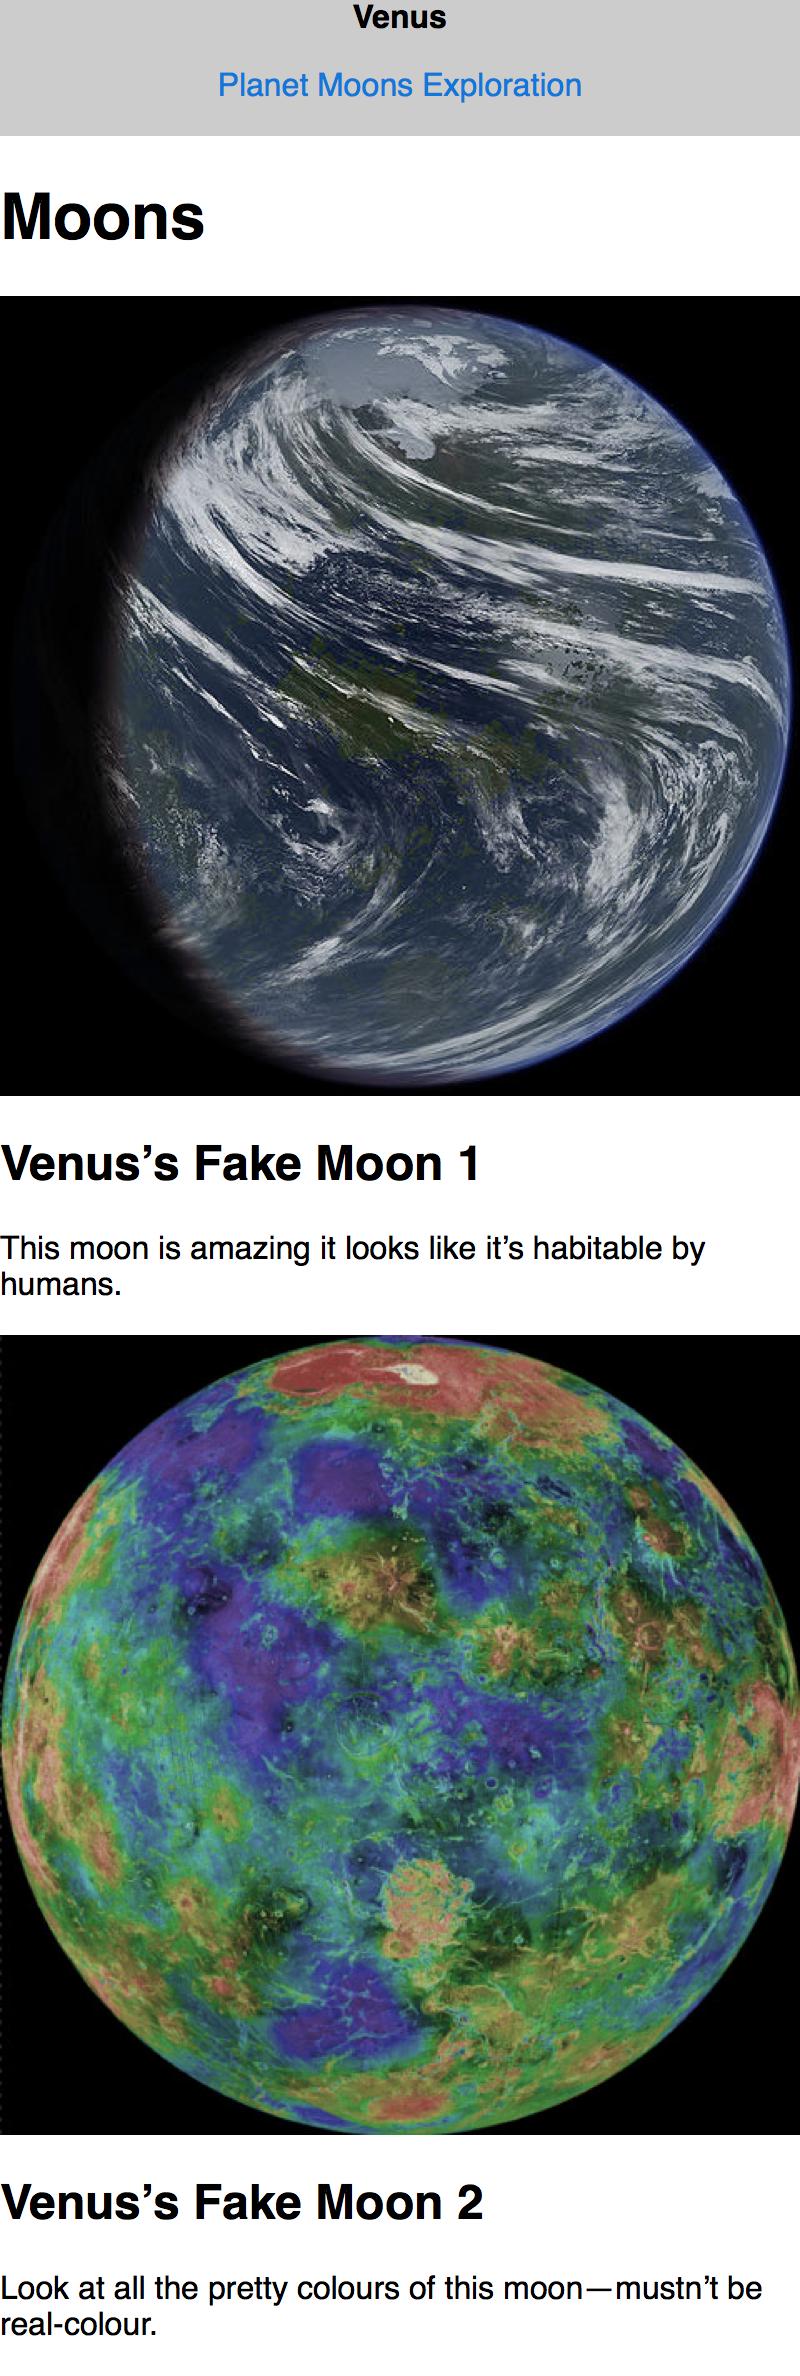 Venus
Planet Moons Exploration
Moons
Venus’s Fake Moon 1
This moon is amazing it looks like it’s habitable by
humans.
Venus’s Fake Moon 2
Look at all the pretty colours of this moon—mustn’t be
real-colour.